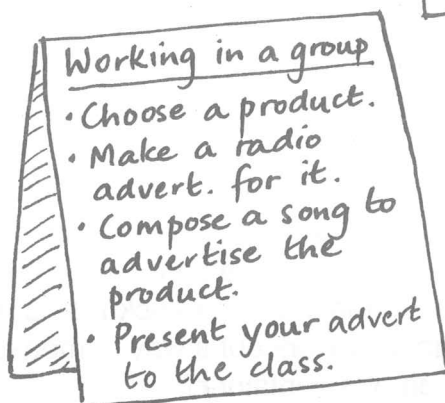 Working in a group
• Choose a product.
• Make a radio
advert. for it.
• Compose a song to
advertise the
product.
• Present your advert
to the class.